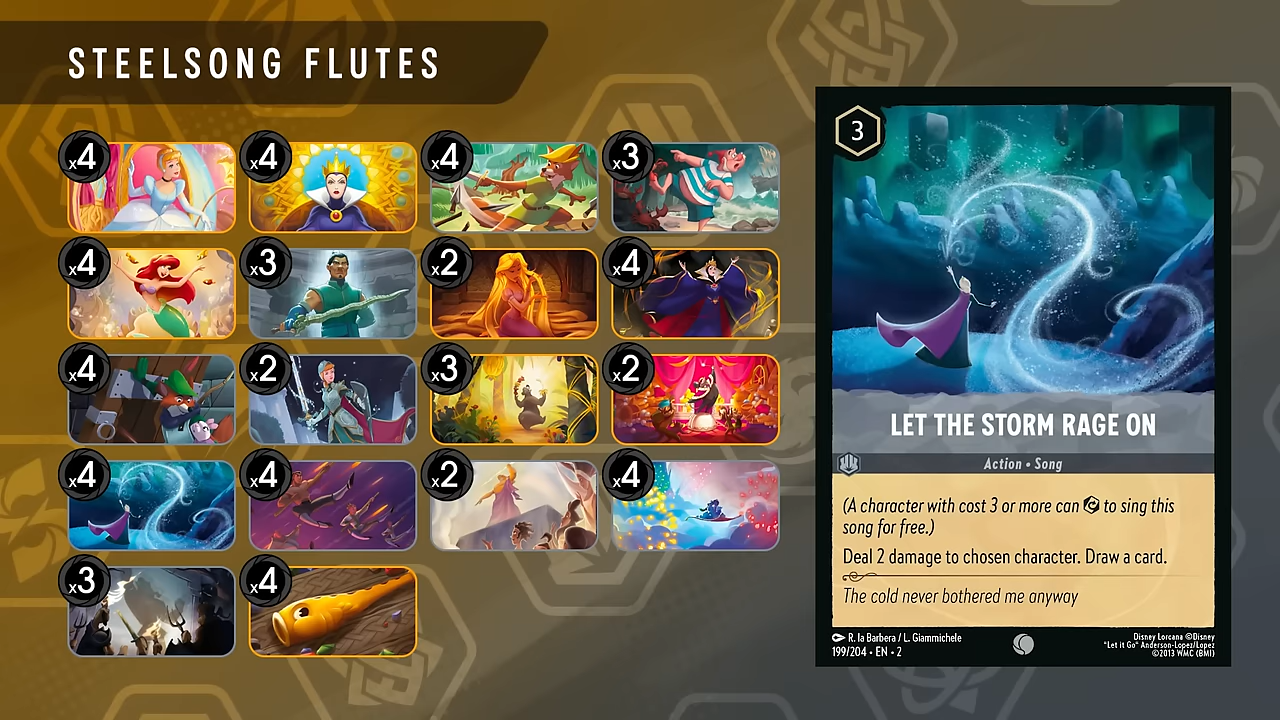 STEELSONG FLUTES
x4
x4
x4
x3
x4
x3
x2
x4
x4
x2
x3
x2
x4
x4
x2
x4
x3
x4
3
LET THE STORM RAGE ON
Action • Song
(A character with cost 3 or more can to sing this
song for free.)
Deal 2 damage to chosen character. Draw a card.
The cold never bothered me anyway
R. la Barbera / L. Giammichele
199/204 • EN • 2
Disney Lorcana ©Disney
"Let it Go" Anderson-Lopez/Lopez
©2013 WMC (BMI)